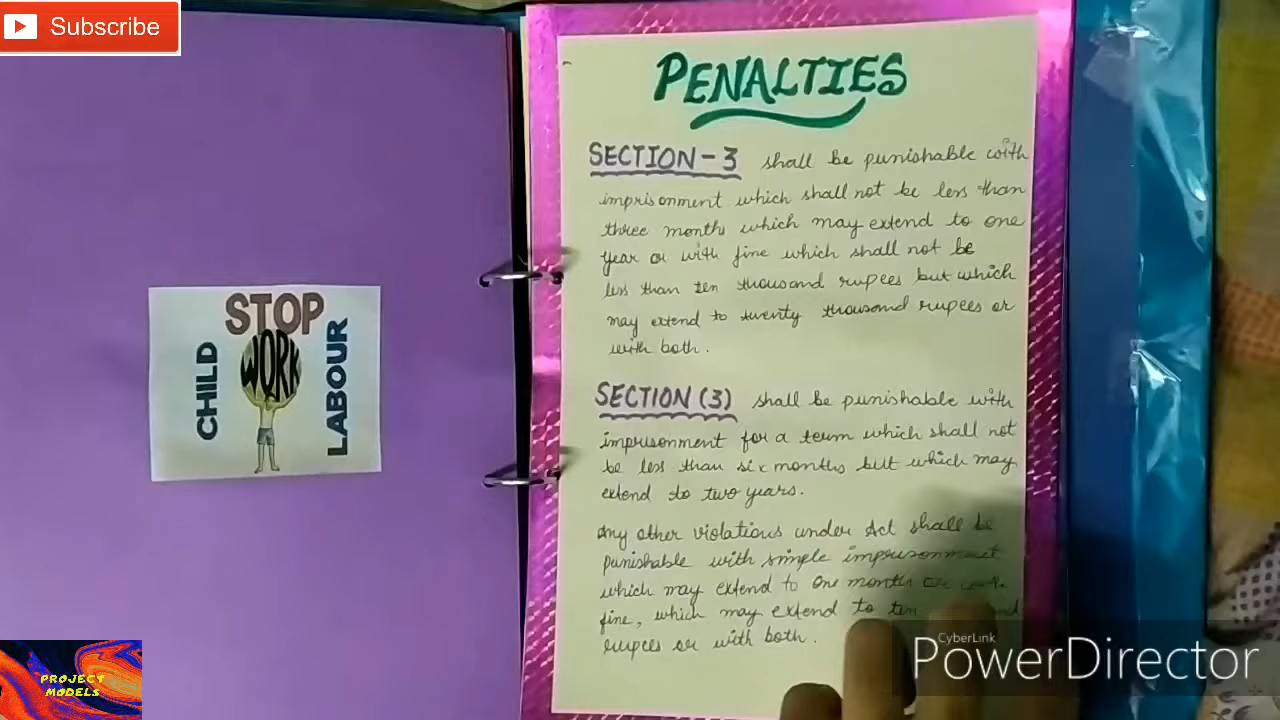 Subscribe
STOP
CHILD
WORK
LABOUR
PENALTIES
SECTION-3 shall be punishable with
imprisonment which shall not be less than
three months which may extend to one
year or with fine which shall not be
less than ten thousand rupees but which
may extend to twenty thousand rupees or
with both.
SECTION (3) shall be punishable with
imprisonment for a term which shall not
be less than six months but which may
extend to two years.
Any other violations under Act shall be
punishable with simple imprisonment
which may extend to one month or
fine, which may extend to ten
rupees or with both.
PROJECT
MODELS
CyberLink
PowerDirector